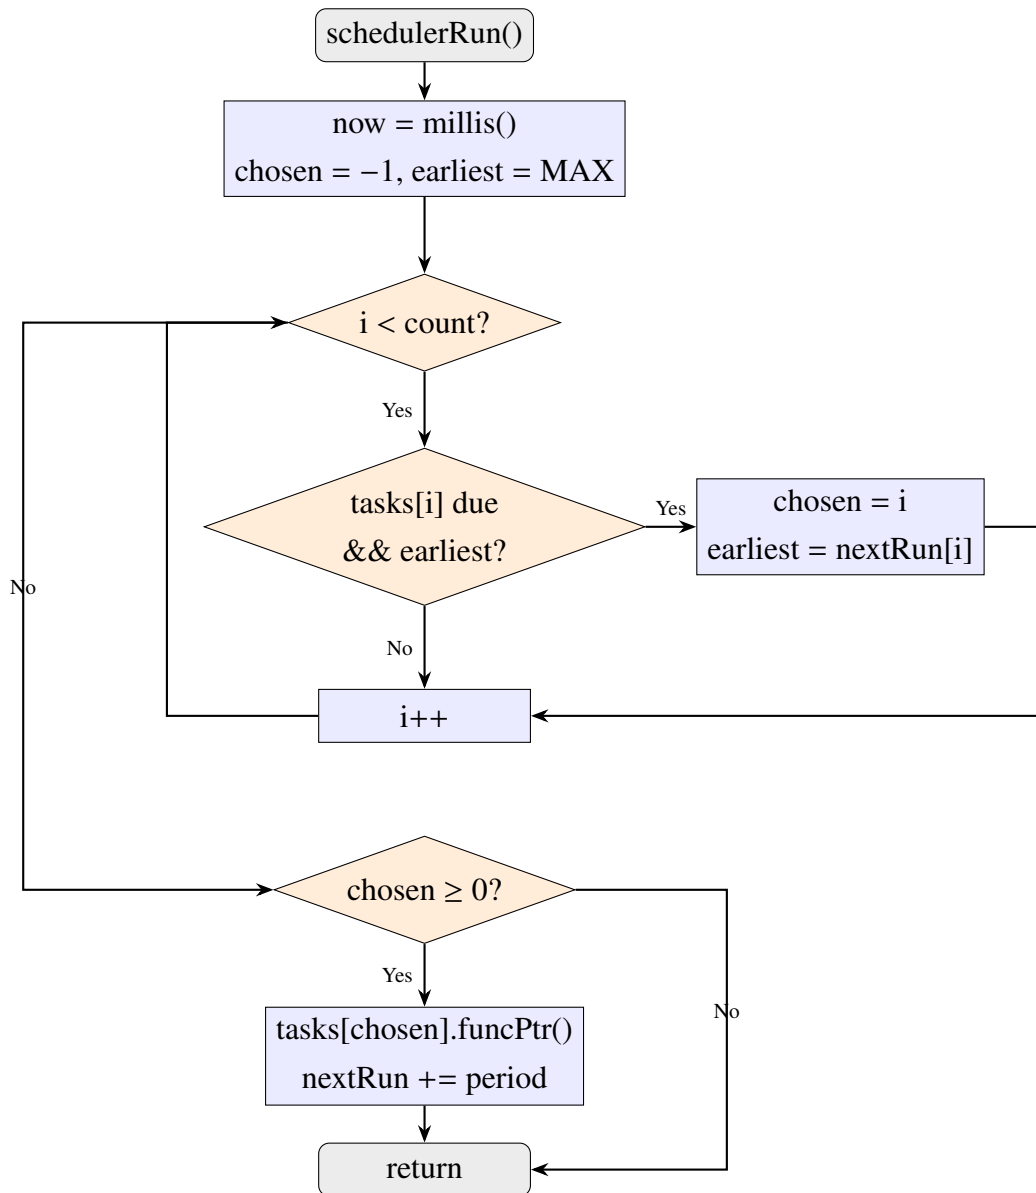 schedulerRun()
now = millis()
chosen = −1, earliest = MAX
i < count?
Yes
tasks[i] due
&& earliest?
Yes
chosen = i
earliest = nextRun[i]
No
No
i++
chosen ≥ 0?
Yes
No
tasks[chosen].funcPtr()
nextRun += period
return